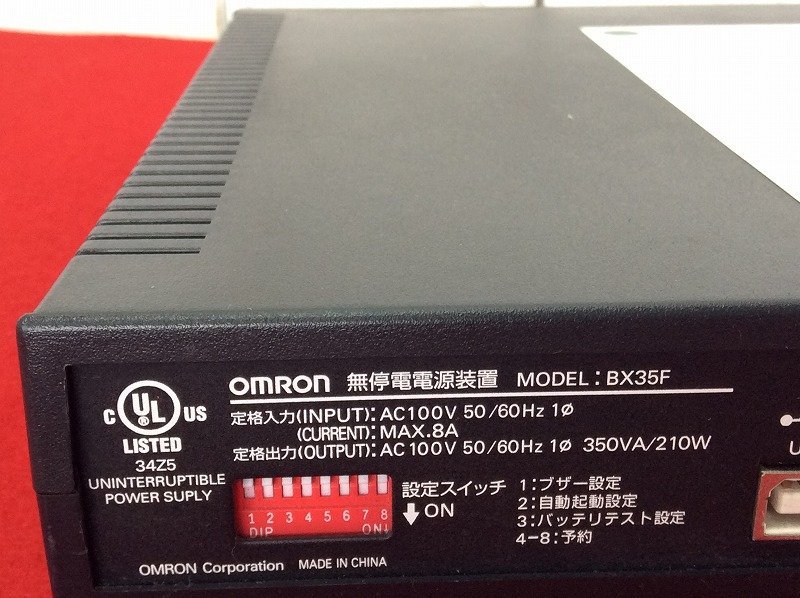 OMRON 無停電電源装置 MODEL:BX35F
定格入力(INPUT): AC100V 50/60Hz 1ø
(CURRENT): MAX.8A
定格出力(OUTPUT): AC100V 50/60Hz 1ø 350VA/210W
C UL US
LISTED
34Z5
UNINTERRUPTIBLE
POWER SUPLY
1 2 3 4 5 6 7 8
DIP ON↓
設定スイッチ
↓ON
1:ブザー設定
2:自動起動設定
3:バッテリテスト設定
4-8:予約
OMRON Corporation MADE IN CHINA
U